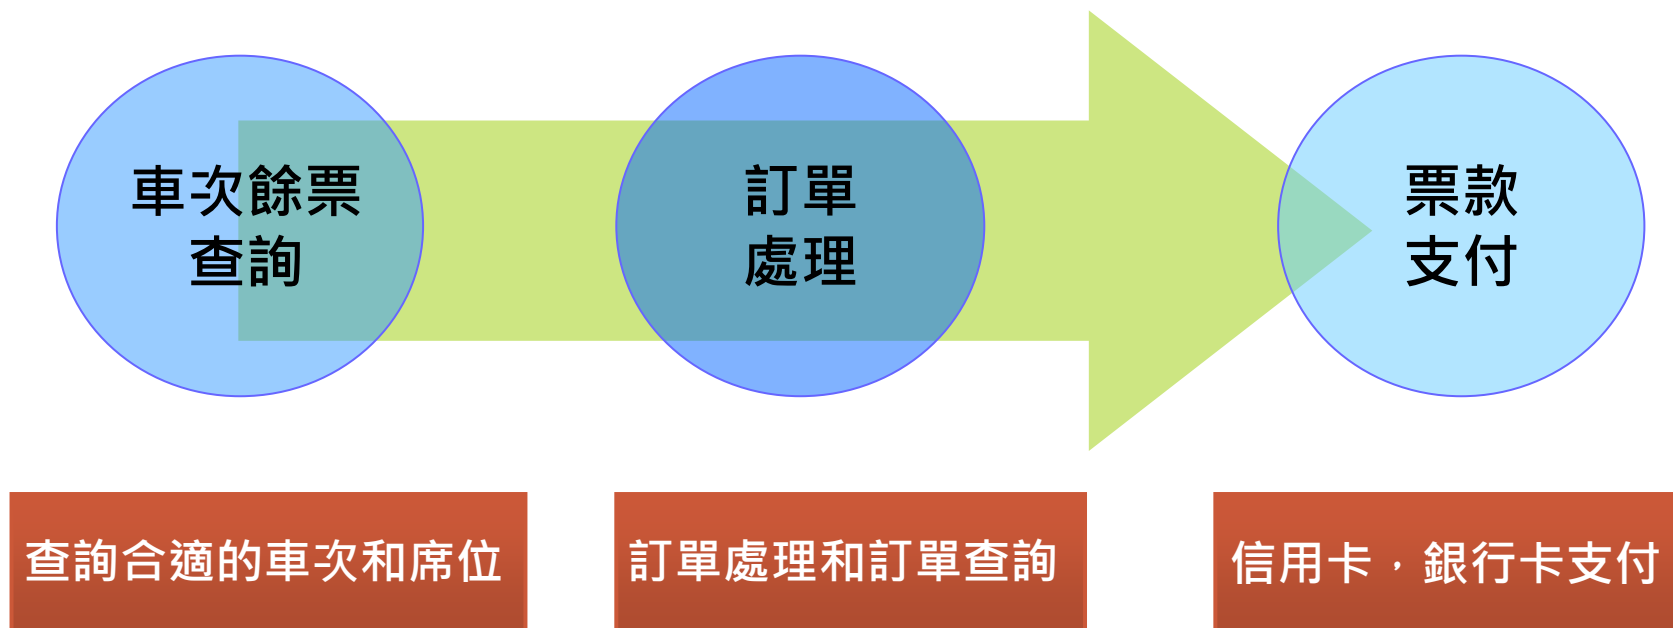 車次餘票
查詢
訂單
處理
票款
支付
查詢合適的車次和席位
訂單處理和訂單查詢
信用卡，銀行卡支付